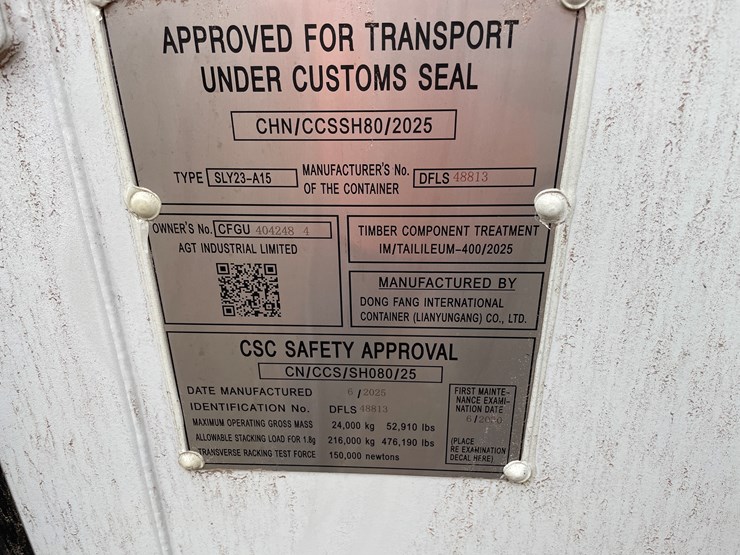 APPROVED FOR TRANSPORT
UNDER CUSTOMS SEAL
CHN/CCSSH80/2025
TYPE SLY23-A15
MANUFACTURER'S No.
OF THE CONTAINER
DFLS 48813
OWNER'S No. CFGU 404248 4
AGT INDUSTRIAL LIMITED
TIMBER COMPONENT TREATMENT
IM/TAILILEUM-400/2025
MANUFACTURED BY
DONG FANG INTERNATIONAL
CONTAINER (LIANYUNGANG) CO., LTD.
CSC SAFETY APPROVAL
CN/CCS/SH080/25
DATE MANUFACTURED 6 / 2025
IDENTIFICATION No. DFLS 48813
MAXIMUM OPERATING GROSS MASS 24,000 kg 52,910 lbs
ALLOWABLE STACKING LOAD FOR 1.8g 216,000 kg 476,190 lbs
TRANSVERSE RACKING TEST FORCE 150,000 newtons
FIRST MAINTE-
NANCE EXAMI-
NATION DATE
6/2030
(PLACE
RE EXAMINATION
DECAL HERE)